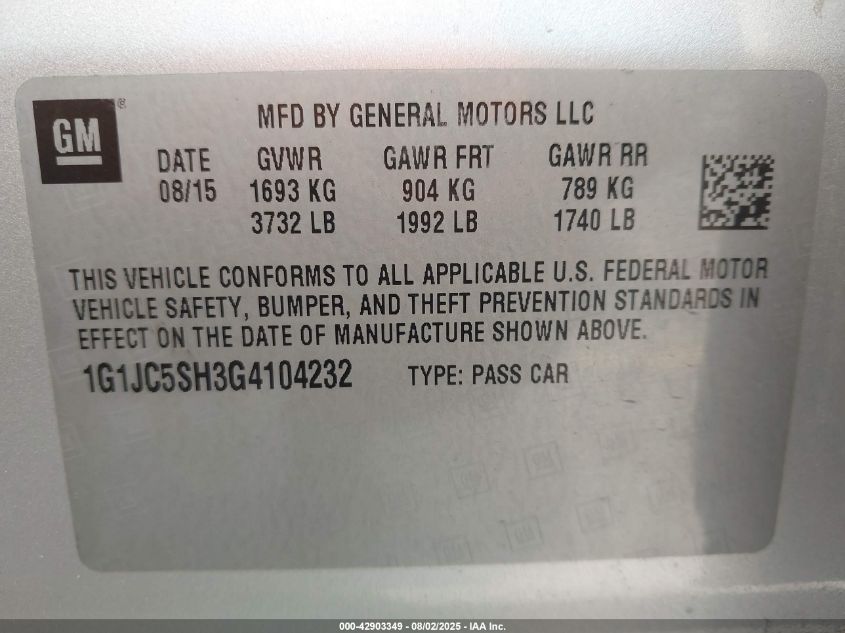 GM
®
MFD BY GENERAL MOTORS LLC
DATE GVWR GAWR FRT GAWR RR
08/15 1693 KG 904 KG 789 KG
3732 LB 1992 LB 1740 LB
THIS VEHICLE CONFORMS TO ALL APPLICABLE U.S. FEDERAL MOTOR
VEHICLE SAFETY, BUMPER, AND THEFT PREVENTION STANDARDS IN
EFFECT ON THE DATE OF MANUFACTURE SHOWN ABOVE.
1G1JC5SH3G4104232 TYPE: PASS CAR
000-42903349 - 08/02/2025 - IAA Inc.